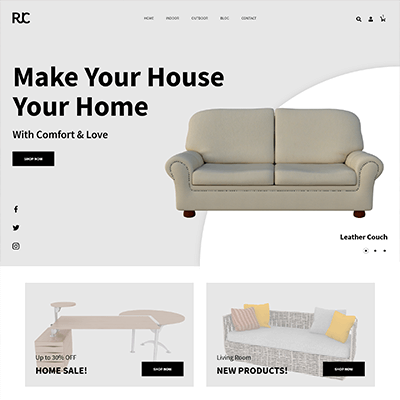 RJC
HOME INDOOR OUTDOOR BLOG CONTACT
Make Your House
Your Home
With Comfort & Love
SHOP NOW
Leather Couch
Up to 30% OFF
HOME SALE!
SHOP NOW
Living Room
NEW PRODUCTS!
SHOP NOW